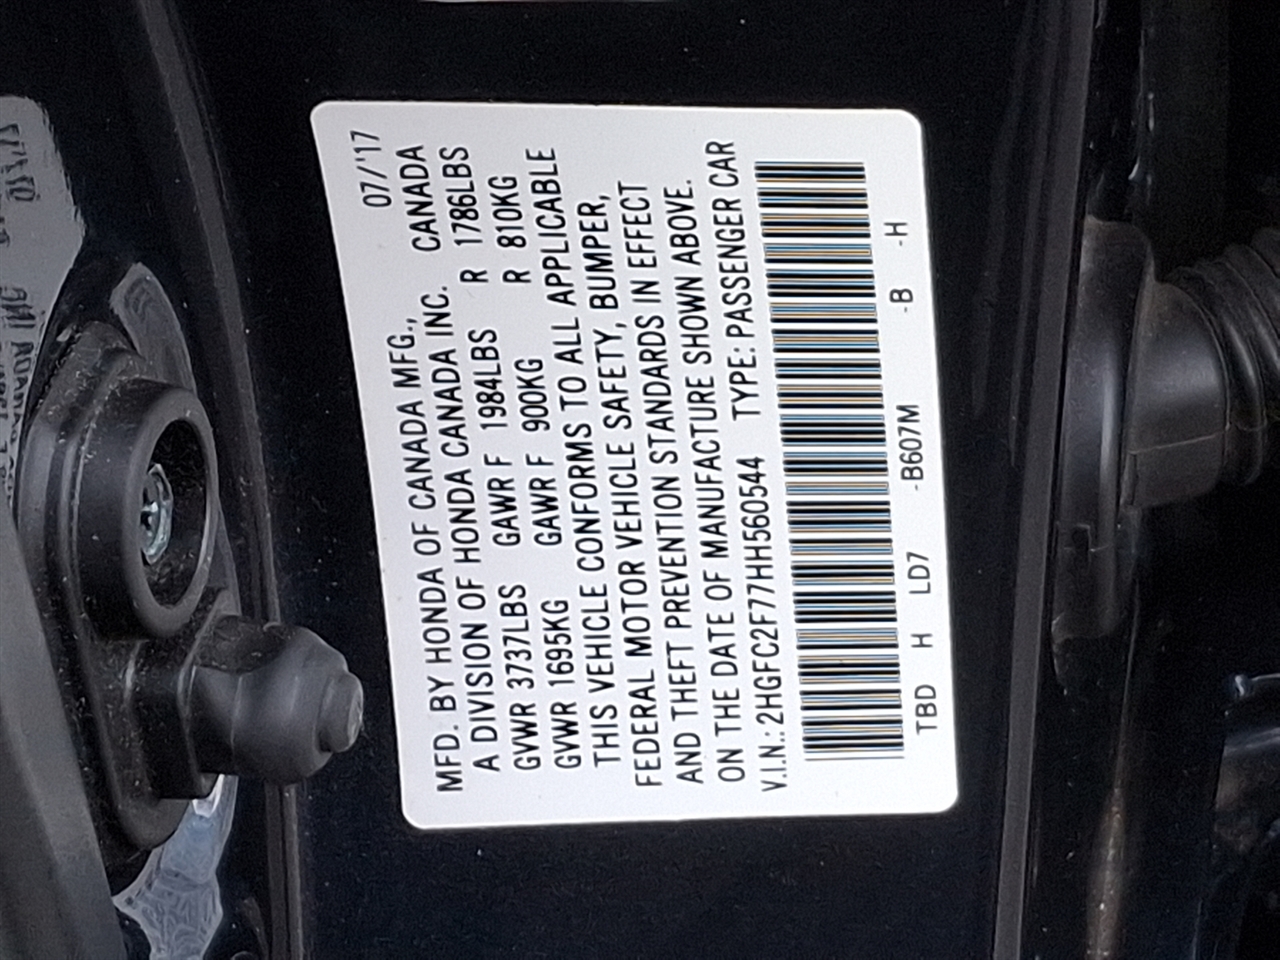 07/'17
MFD. BY HONDA OF CANADA MFG., CANADA
A DIVISION OF HONDA CANADA INC.
GVWR 3737LBS GAWR F 1984LBS R 1786LBS
GVWR 1695KG GAWR F 900KG R 810KG
THIS VEHICLE CONFORMS TO ALL APPLICABLE
FEDERAL MOTOR VEHICLE SAFETY, BUMPER,
AND THEFT PREVENTION STANDARDS IN EFFECT
ON THE DATE OF MANUFACTURE SHOWN ABOVE.
V.I.N.: 2HGFC2F77HH560544 TYPE: PASSENGER CAR
TBD H LD7 -B607M -B -H